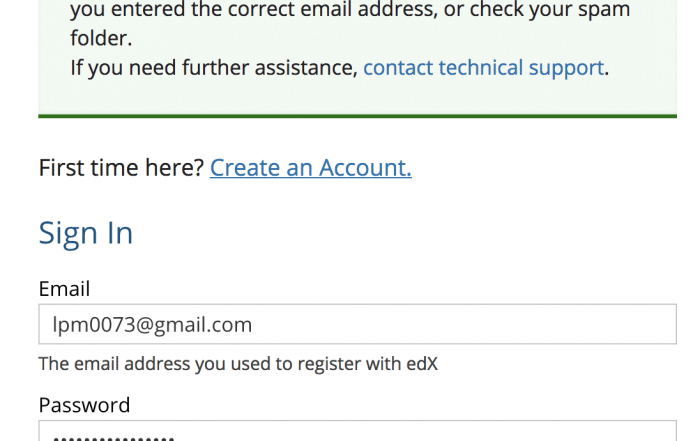 you entered the correct email address, or check your spam
folder.
If you need further assistance, contact technical support.
First time here? Create an Account.
Sign In
Email
lpm0073@gmail.com
The email address you used to register with edX
Password